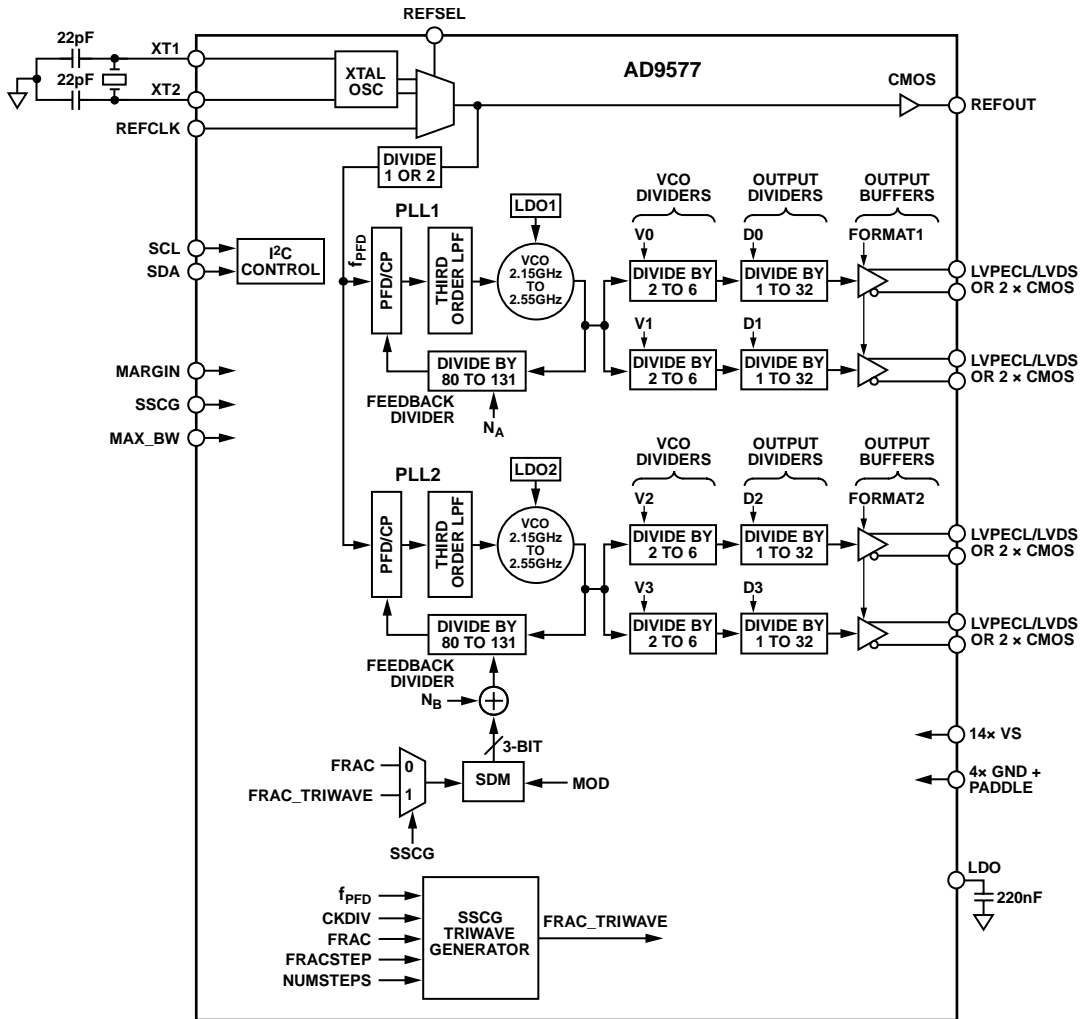 REFSEL
22pF
XT1
22pF
XT2
REFCLK
XTAL
OSC
AD9577
CMOS
REFOUT
DIVIDE
1 OR 2
SCL
SDA
I2C
CONTROL
MARGIN
SSCG
MAX_BW
PLL1
fPFD
PFD/CP
THIRD
ORDER LPF
LDO1
VCO
2.15GHz
TO
2.55GHz
VCO
DIVIDERS
OUTPUT
DIVIDERS
OUTPUT
BUFFERS
V0
D0
FORMAT1
DIVIDE BY
2 TO 6
DIVIDE BY
1 TO 32
LVPECL/LVDS
OR 2 × CMOS
V1
D1
DIVIDE BY
2 TO 6
DIVIDE BY
1 TO 32
LVPECL/LVDS
OR 2 × CMOS
DIVIDE BY
80 TO 131
FEEDBACK
DIVIDER
NA
PLL2
PFD/CP
THIRD
ORDER LPF
LDO2
VCO
2.15GHz
TO
2.55GHz
VCO
DIVIDERS
OUTPUT
DIVIDERS
OUTPUT
BUFFERS
V2
D2
FORMAT2
DIVIDE BY
2 TO 6
DIVIDE BY
1 TO 32
LVPECL/LVDS
OR 2 × CMOS
V3
D3
DIVIDE BY
2 TO 6
DIVIDE BY
1 TO 32
LVPECL/LVDS
OR 2 × CMOS
DIVIDE BY
80 TO 131
FEEDBACK
DIVIDER
NB
3-BIT
FRAC
0
FRAC_TRIWAVE
1
SDM
MOD
SSCG
14× VS
4× GND +
PADDLE
LDO
220nF
fPFD
CKDIV
FRAC
FRACSTEP
NUMSTEPS
SSCG
TRIWAVE
GENERATOR
FRAC_TRIWAVE